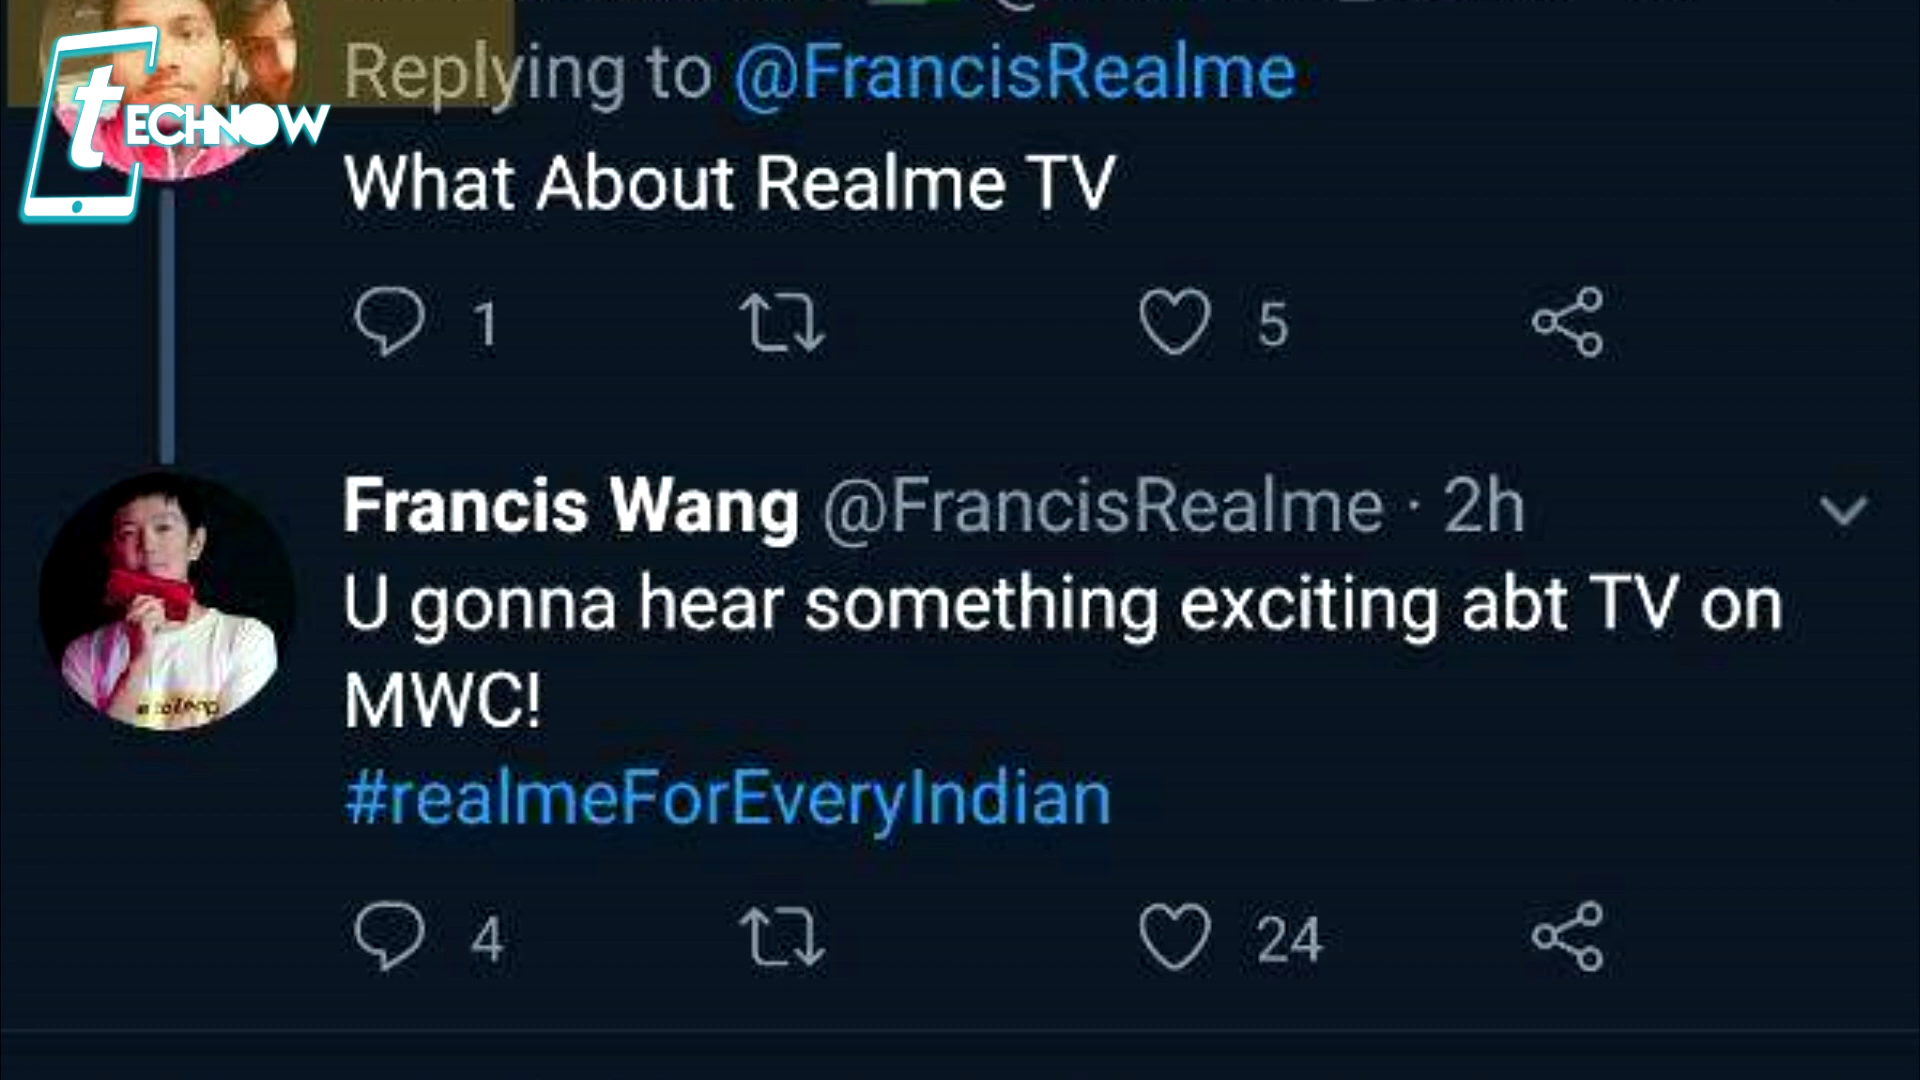 tECHNOW
Replying to @FrancisRealme
What About Realme TV
1 5
Francis Wang @FrancisRealme · 2h
U gonna hear something exciting abt TV on
MWC!
#realmeForEveryIndian
4 24